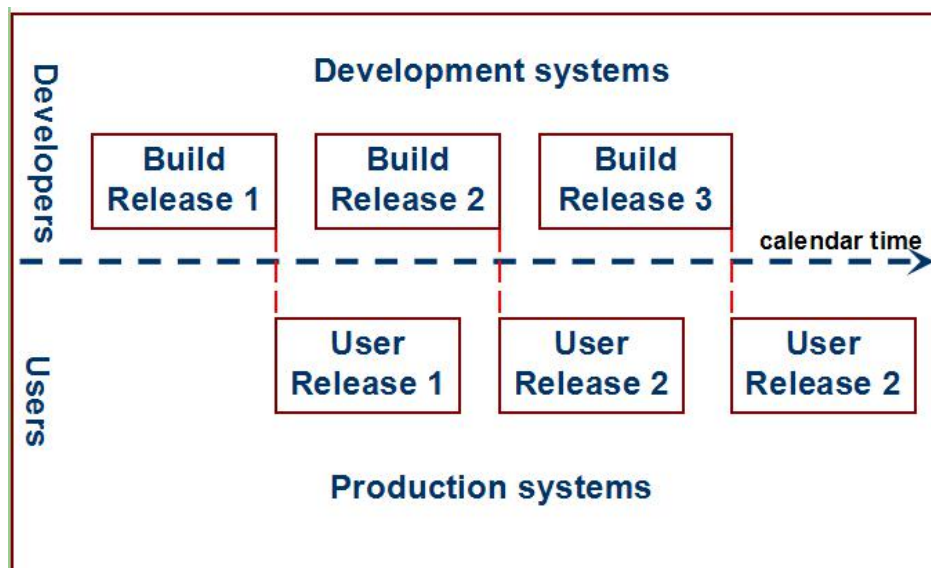 Developers
Development systems
Build
Release 1
Build
Release 2
Build
Release 3
calendar time
Users
User
Release 1
User
Release 2
User
Release 2
Production systems